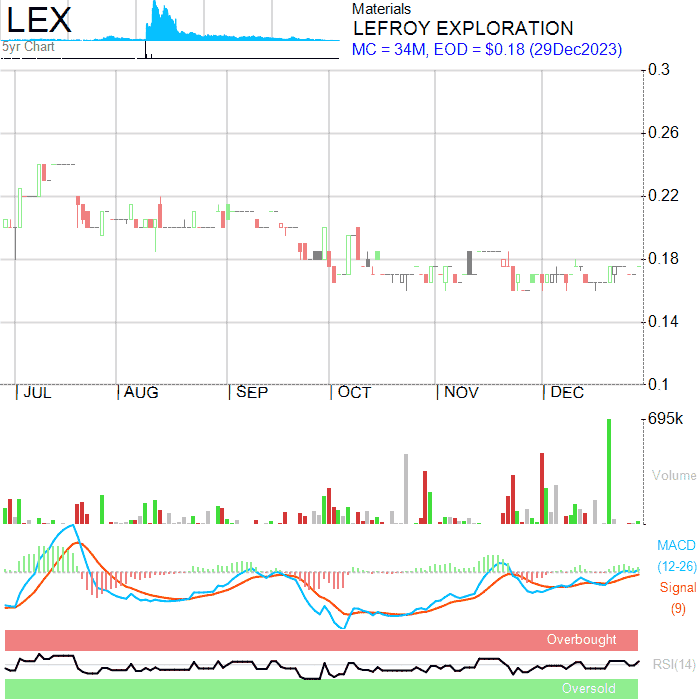 LEX
5yr Chart
Materials
LEFROY EXPLORATION
MC = 34M, EOD = $0.18 (29Dec2023)
0.3
0.26
0.22
0.18
0.14
0.1
JUL AUG SEP OCT NOV DEC
695k
Volume
MACD
(12-26)
Signal
(9)
Overbought
RSI(14)
Oversold